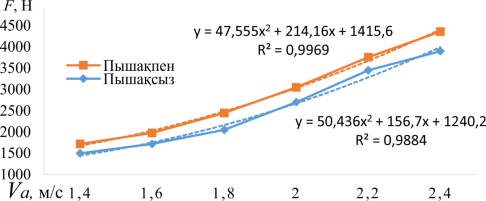 F, Н
4500
4000
3500
3000
2500
2000
1500
1000
y = 47,555x² + 214,16x + 1415,6
R² = 0,9969
Пышақпен
Пышақсыз
y = 50,436x² + 156,7x + 1240,2
R² = 0,9884
Va, м/с 1,4 1,6 1,8 2 2,2 2,4